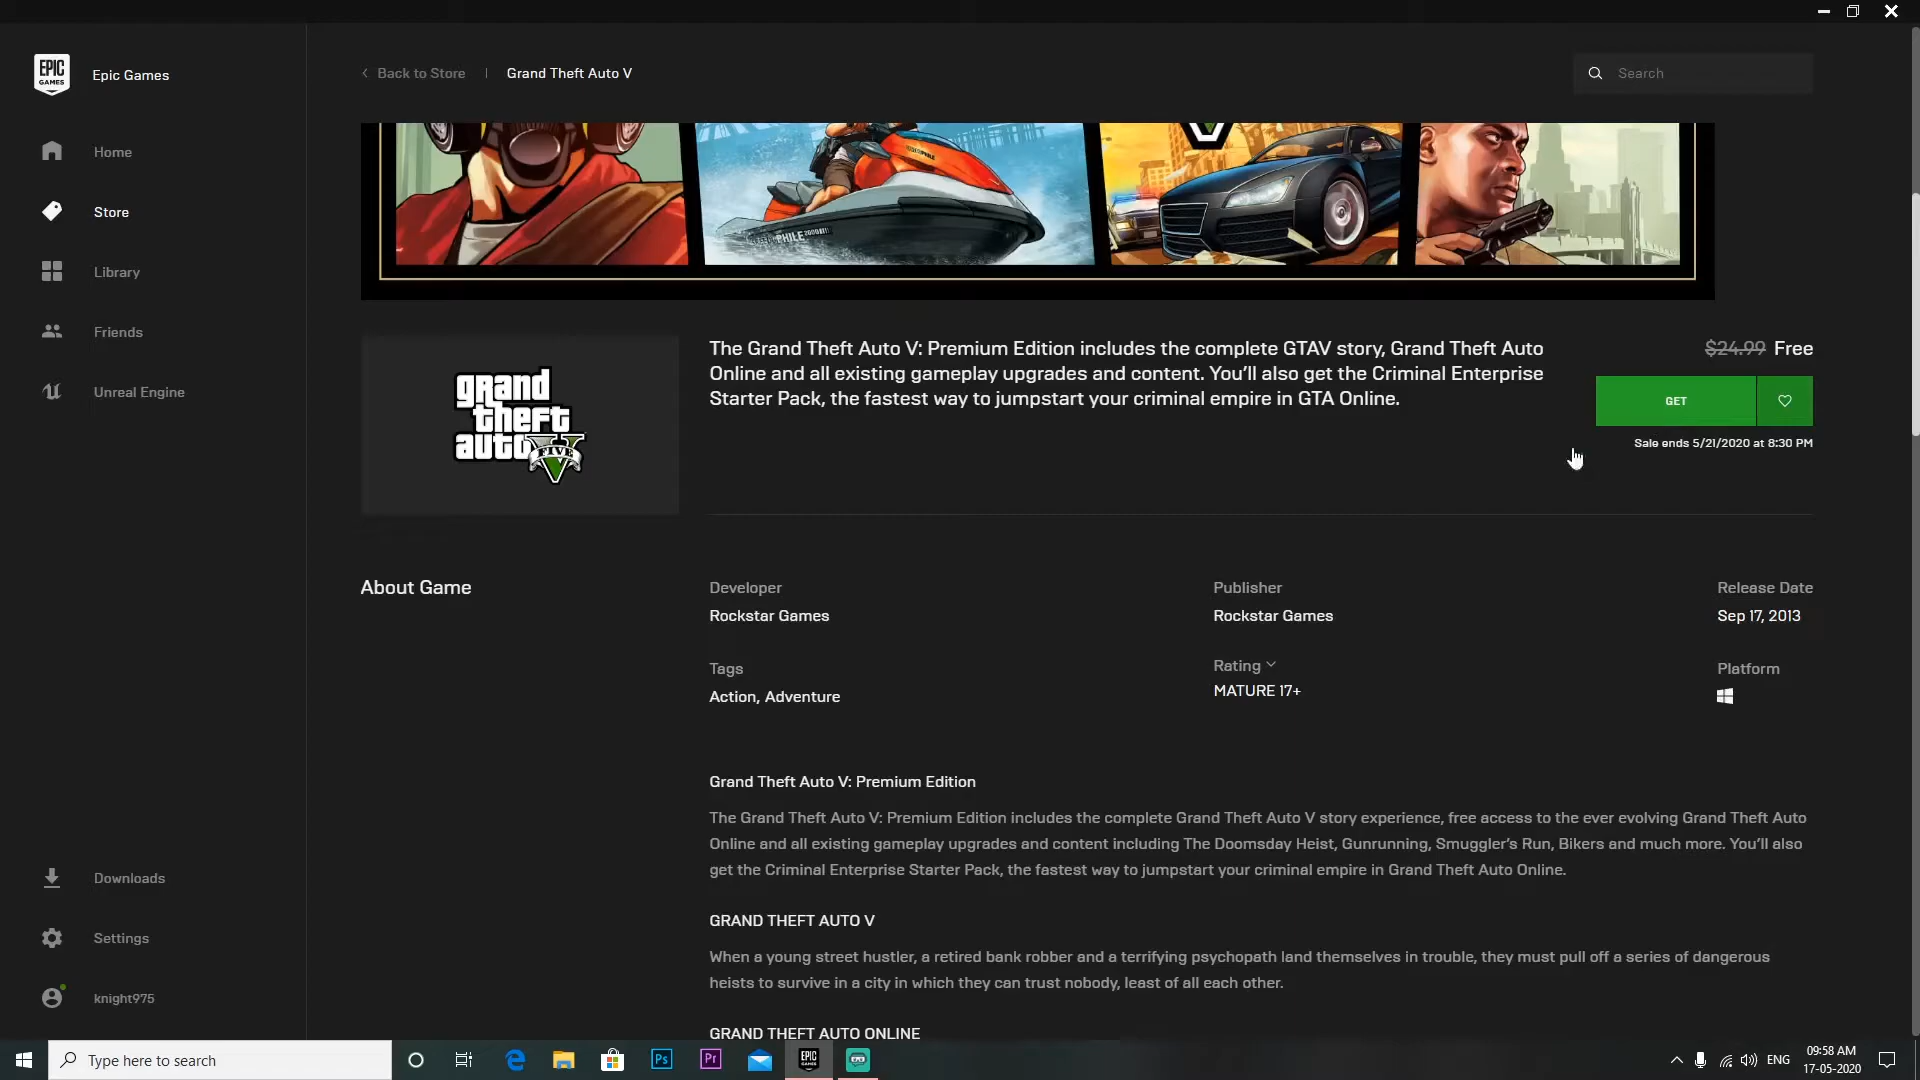 EPIC GAMES
Epic Games
Back to Store
Grand Theft Auto V
Search
Home
Store
Library
Friends
Unreal Engine
PHILE
grand
theft
auto
FIVE
The Grand Theft Auto V: Premium Edition includes the complete GTAV story, Grand Theft Auto
Online and all existing gameplay upgrades and content. You'll also get the Criminal Enterprise
Starter Pack, the fastest way to jumpstart your criminal empire in GTA Online.
$24.99 Free
GET
Sale ends 5/21/2020 at 8:30 PM
About Game
Developer
Rockstar Games
Publisher
Rockstar Games
Release Date
Sep 17, 2013
Tags
Action, Adventure
Rating
MATURE 17+
Platform
Grand Theft Auto V: Premium Edition
The Grand Theft Auto V: Premium Edition includes the complete Grand Theft Auto V story experience, free access to the ever evolving Grand Theft Auto
Online and all existing gameplay upgrades and content including The Doomsday Heist, Gunrunning, Smuggler's Run, Bikers and much more. You'll also
get the Criminal Enterprise Starter Pack, the fastest way to jumpstart your criminal empire in Grand Theft Auto Online.
GRAND THEFT AUTO V
When a young street hustler, a retired bank robber and a terrifying psychopath land themselves in trouble, they must pull off a series of dangerous
heists to survive in a city in which they can trust nobody, least of all each other.
GRAND THEFT AUTO ONLINE
Downloads
Settings
knight975
Type here to search
Ps
Pr
EPIC GAMES
ENG
09:58 AM
17-05-2020